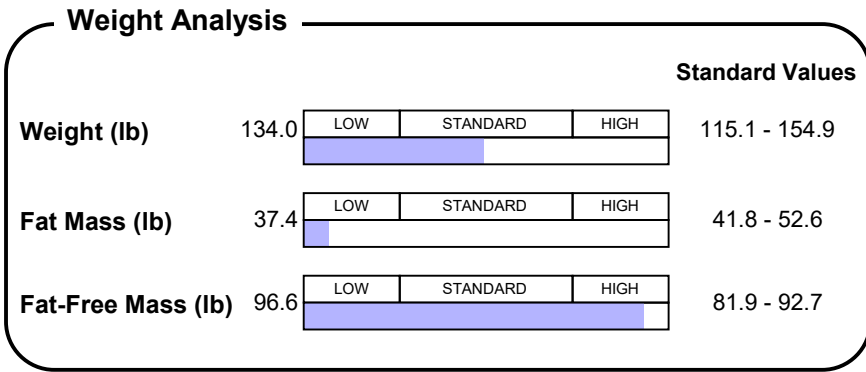 Weight Analysis
Standard Values
LOW STANDARD HIGH
Weight (lb) 134.0 115.1 - 154.9
LOW STANDARD HIGH
Fat Mass (lb) 37.4 41.8 - 52.6
LOW STANDARD HIGH
Fat-Free Mass (lb) 96.6 81.9 - 92.7